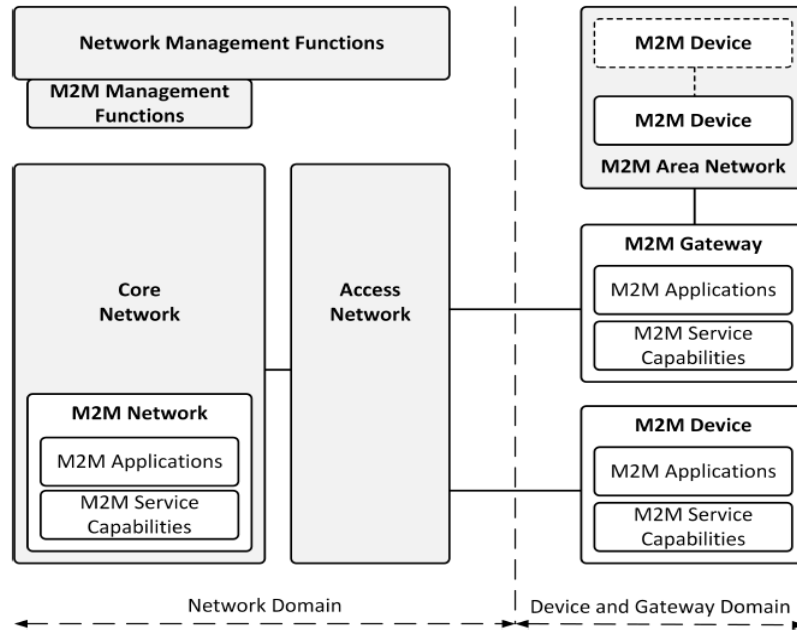 Network Management Functions
M2M Management
Functions
Core
Network
M2M Network
M2M Applications
M2M Service
Capabilities
Access
Network
M2M Device
M2M Device
M2M Area Network
M2M Gateway
M2M Applications
M2M Service
Capabilities
M2M Device
M2M Applications
M2M Service
Capabilities
Network Domain
Device and Gateway Domain